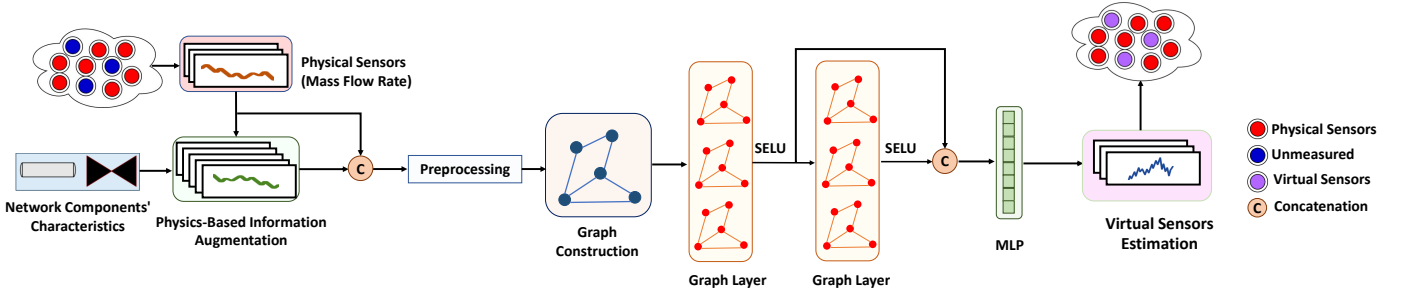 Physical Sensors
(Mass Flow Rate)
Network Components'
Characteristics
Physics-Based Information
Augmentation
C
Preprocessing
Graph
Construction
Graph Layer
SELU
Graph Layer
SELU
C
MLP
Virtual Sensors
Estimation
Physical Sensors
Unmeasured
Virtual Sensors
C Concatenation